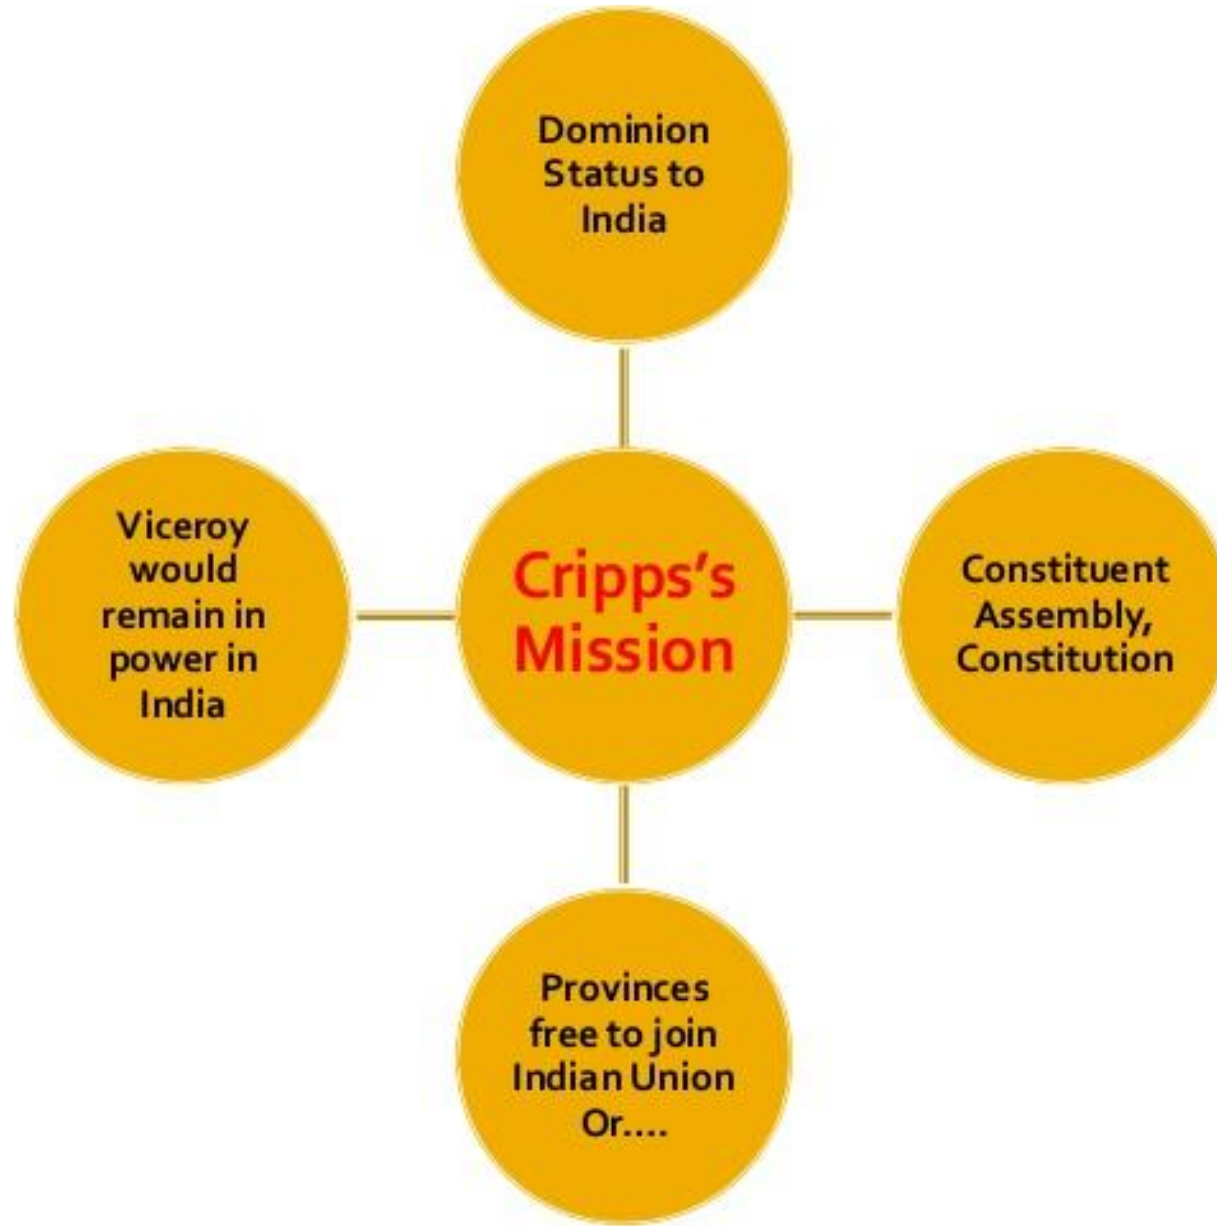 Dominion
Status to
India
Viceroy
would
remain in
power in
India
Cripps’s
Mission
Constituent
Assembly,
Constitution
Provinces
free to join
Indian Union
Or....